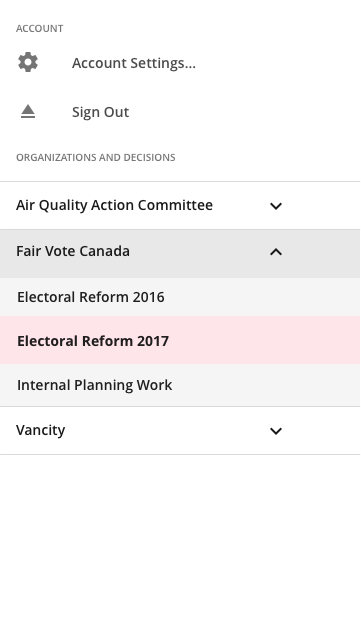 ACCOUNT
Account Settings...
Sign Out
ORGANIZATIONS AND DECISIONS
Air Quality Action Committee
Fair Vote Canada
Electoral Reform 2016
Electoral Reform 2017
Internal Planning Work
Vancity